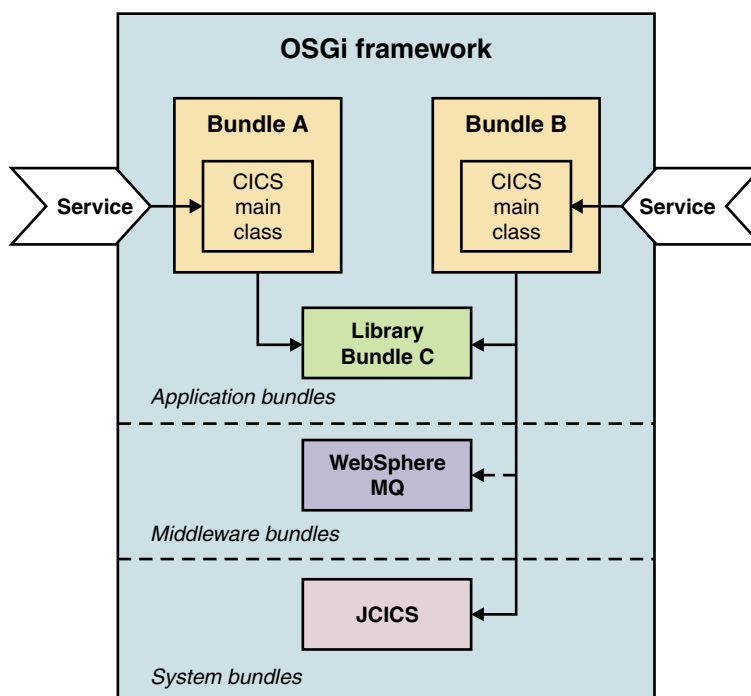 OSGi framework
Bundle A
Bundle B
CICS
main
class
CICS
main
class
Service
Service
Library
Bundle C
Application bundles
WebSphere
MQ
Middleware bundles
JCICS
System bundles